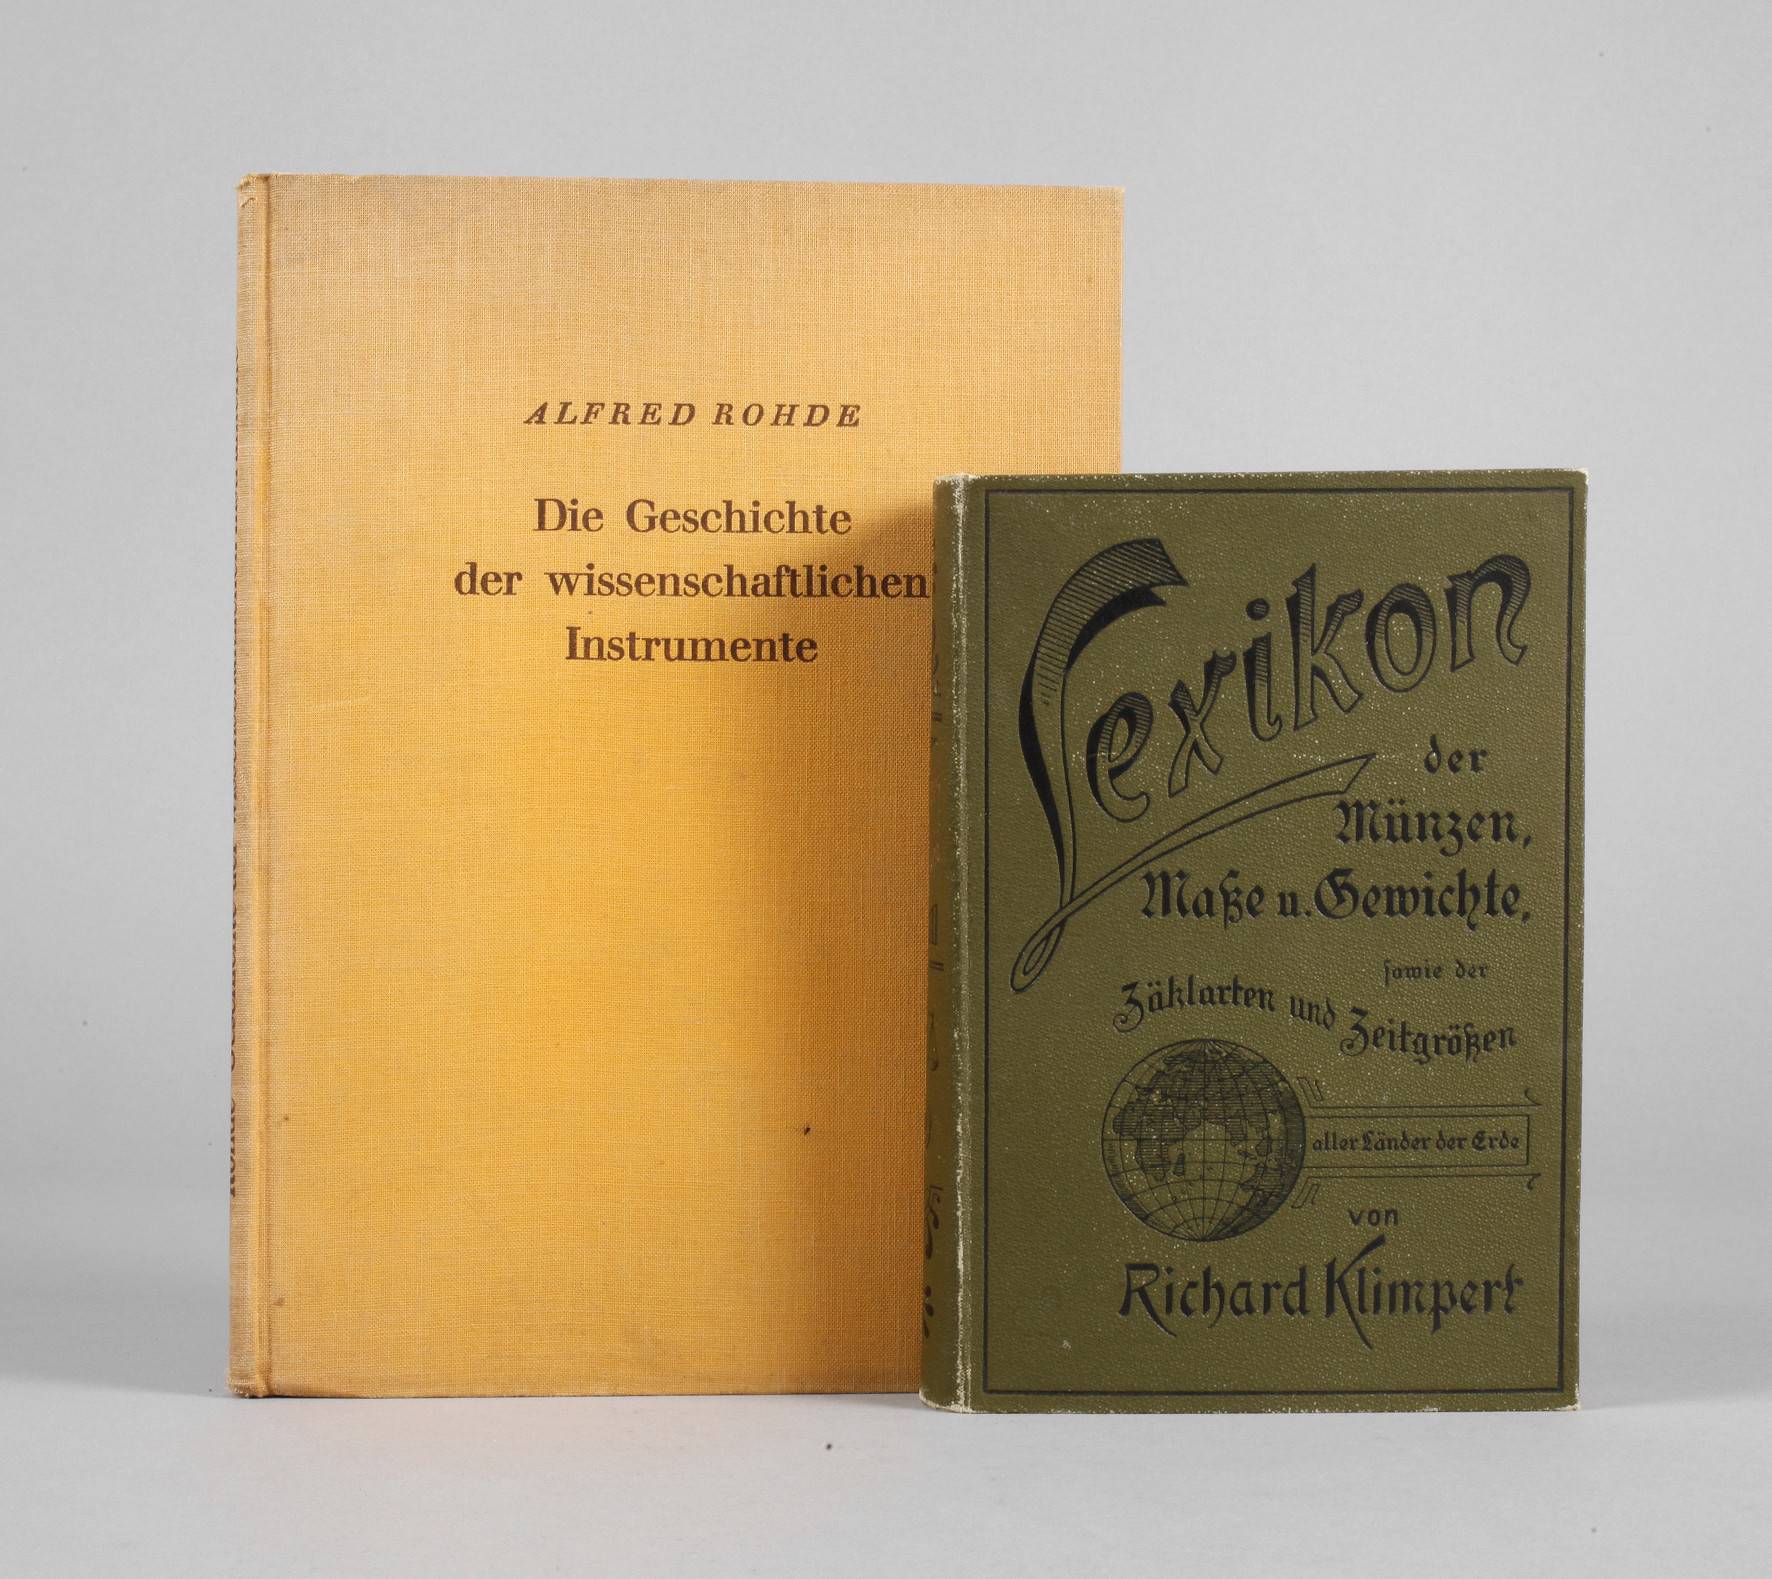 ALFRED ROHDE
Die Geschichte
der wissenschaftlichen
Instrumente
Lexikon
der
Münzen,
Maße u. Gewichte,
sowie der
Zählarten und Zeitgrößen
aller Länder der Erde
von
Richard Klimpert